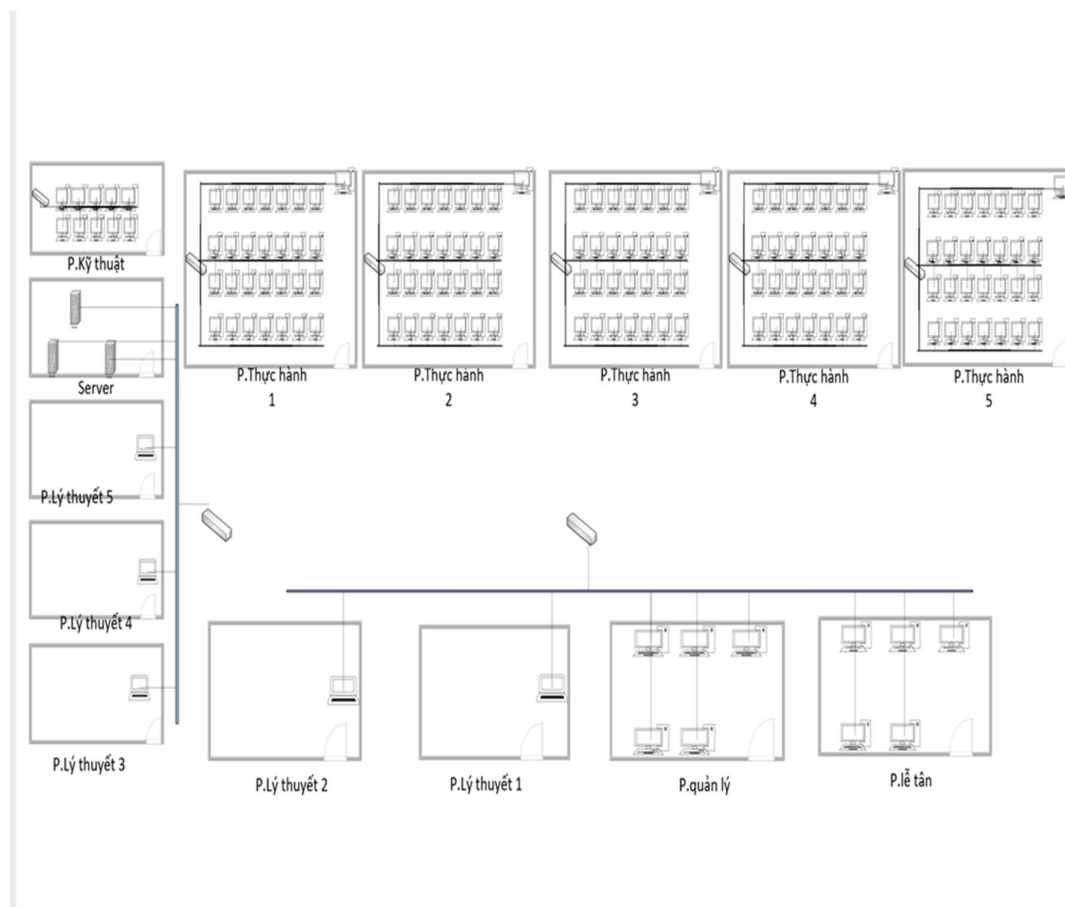 P.Kỹ thuật
P.Thực hành
1
P.Thực hành
2
P.Thực hành
3
P.Thực hành
4
P.Thực hành
5
Server
P.Lý thuyết 5
P.Lý thuyết 4
P.Lý thuyết 3
P.Lý thuyết 2
P.Lý thuyết 1
P.quản lý
P.lễ tân